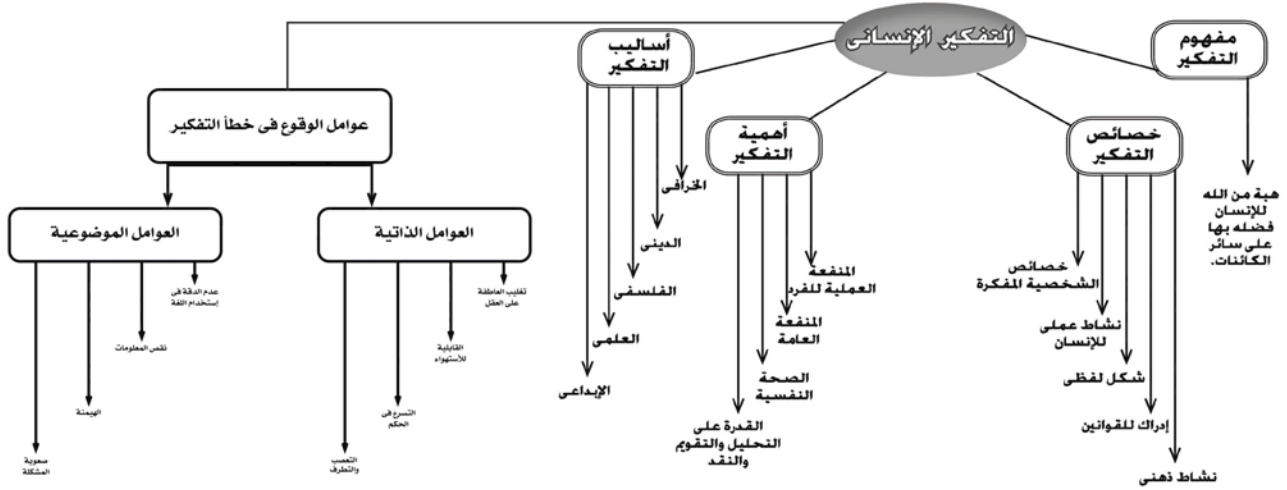 التفكير الإنسانى
مفهوم
التفكير
هبة من الله
للإنسان
فضله بها
على سائر
الكائنات.
خصائص
التفكير
خصائص
الشخصية المفكرة
نشاط عملى
للإنسان
شكل لفظى
إدراك للقوانين
نشاط ذهنى
أهمية
التفكير
المنفعة
العملية للفرد
المنفعة
العامة
الصحة
النفسية
القدرة على
التحليل والتقويم
والنقد
أساليب
التفكير
الخرافى
الدينى
الفلسفى
العلمى
الإبداعى
عوامل الوقوع فى خطأ التفكير
العوامل الذاتية
تغليب العاطفة
على العقل
القابلية
للأستهواء
التسرع فى
الحكم
التعصب
والتطرف
العوامل الموضوعية
عدم الدقة فى
إستخدام اللغة
نقص المعلومات
الهيمنة
صعوبة
المشكلة